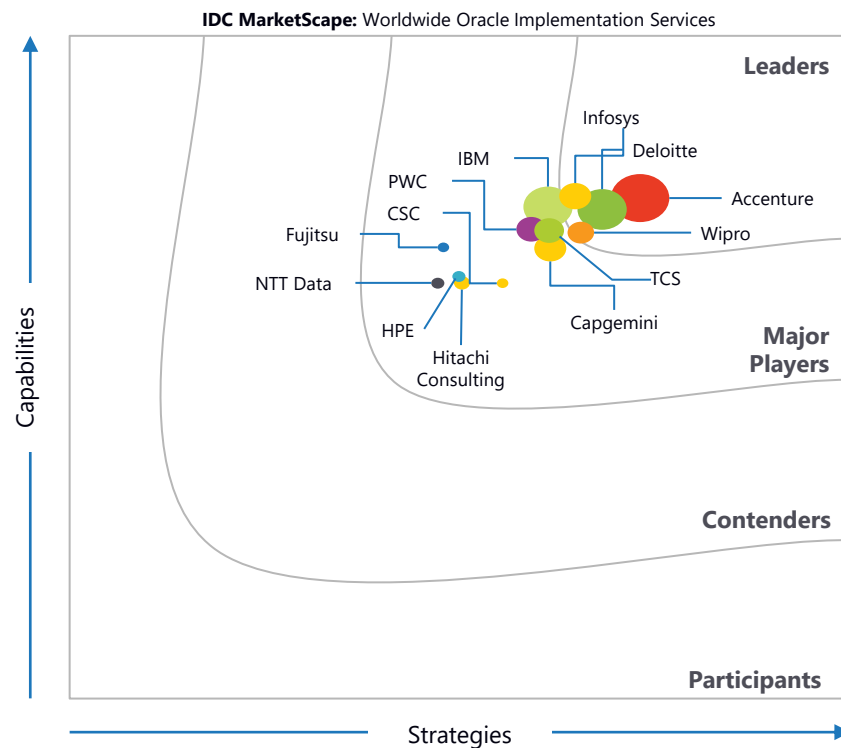 IDC MarketScape: Worldwide Oracle Implementation Services
Leaders
Infosys
Deloitte
IBM
PWC
Accenture
CSC
Wipro
Fujitsu
TCS
NTT Data
Capgemini
HPE
Hitachi
Consulting
Major
Players
Capabilities
Contenders
Participants
Strategies